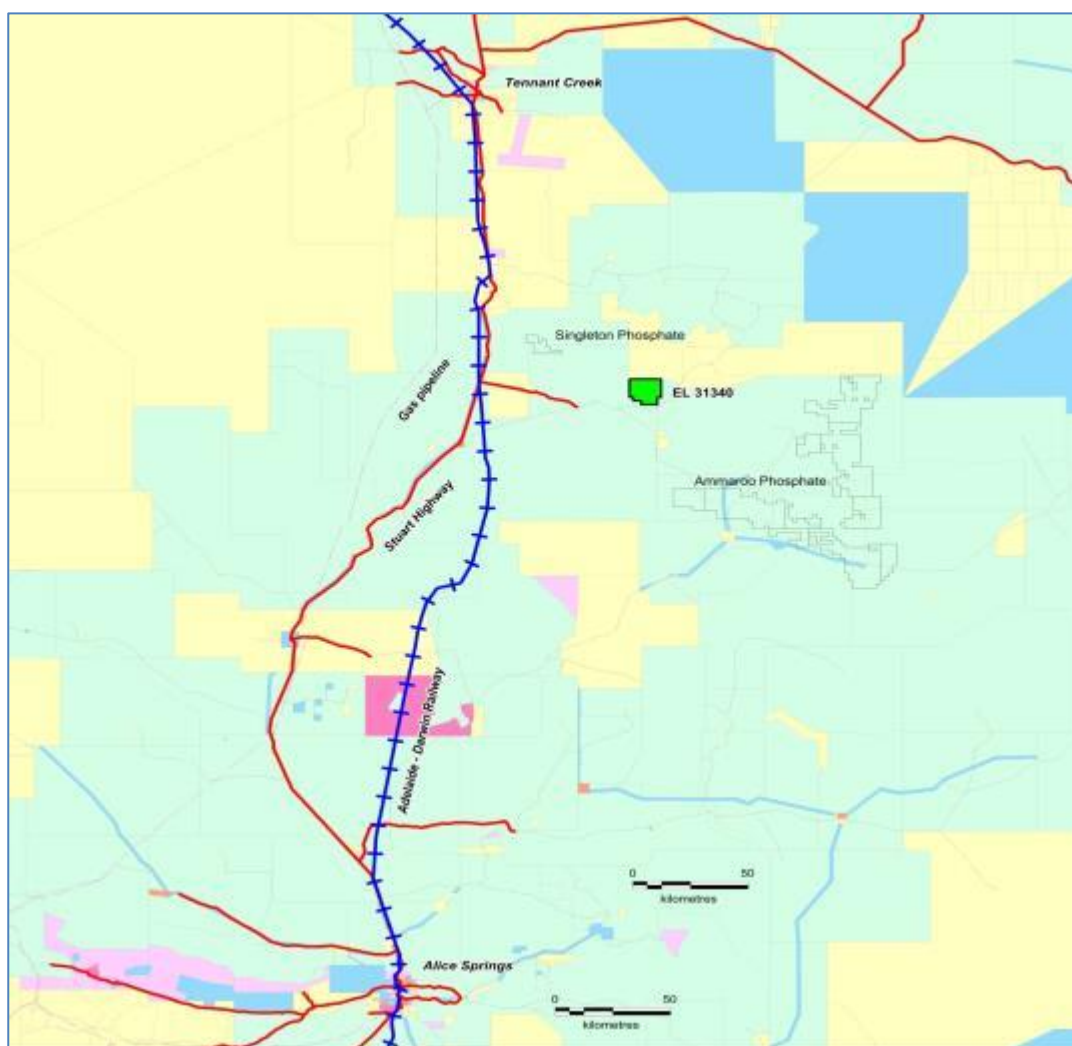 Tennant Creek
Singleton Phosphate
Gas pipeline
EL 31340
Ammaroo Phosphate
Stuart Highway
Adelaide - Darwin Railway
0 50
kilometres
Alice Springs
0 50
kilometres